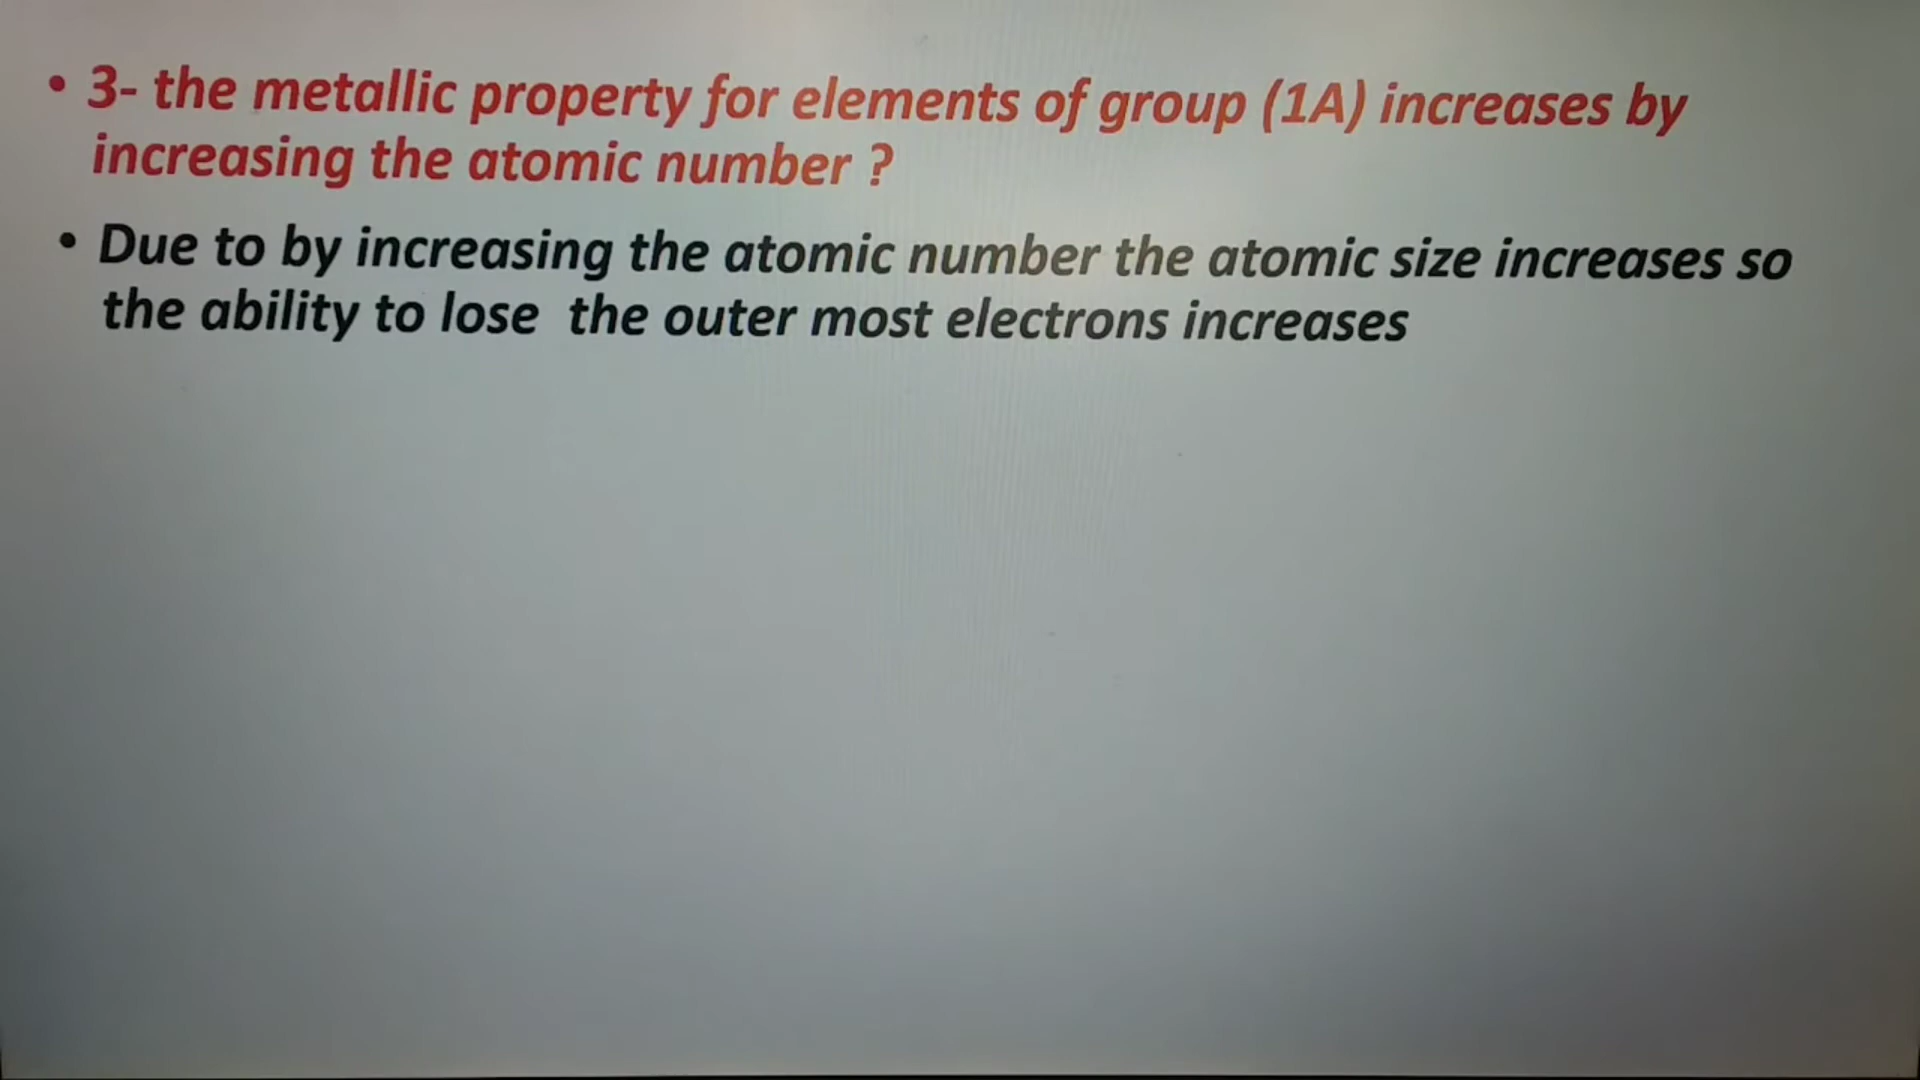 • 3- the metallic property for elements of group (1A) increases by
increasing the atomic number ?
• Due to by increasing the atomic number the atomic size increases so
the ability to lose the outer most electrons increases